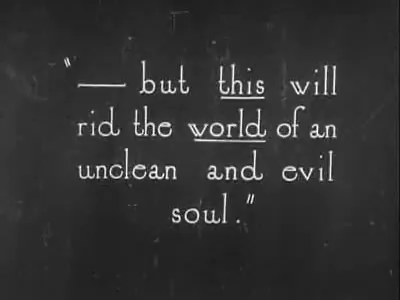 "— but this will
rid the world of an
unclean and evil
soul."